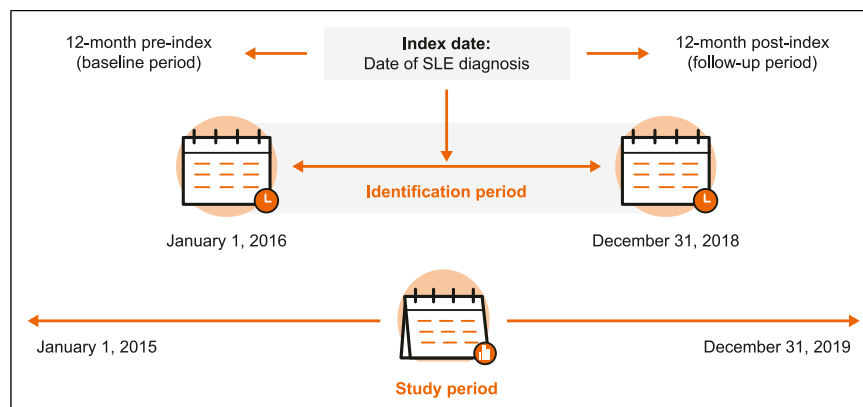 12-month pre-index
(baseline period)
Index date:
Date of SLE diagnosis
12-month post-index
(follow-up period)
Identification period
January 1, 2016
December 31, 2018
January 1, 2015
December 31, 2019
Study period